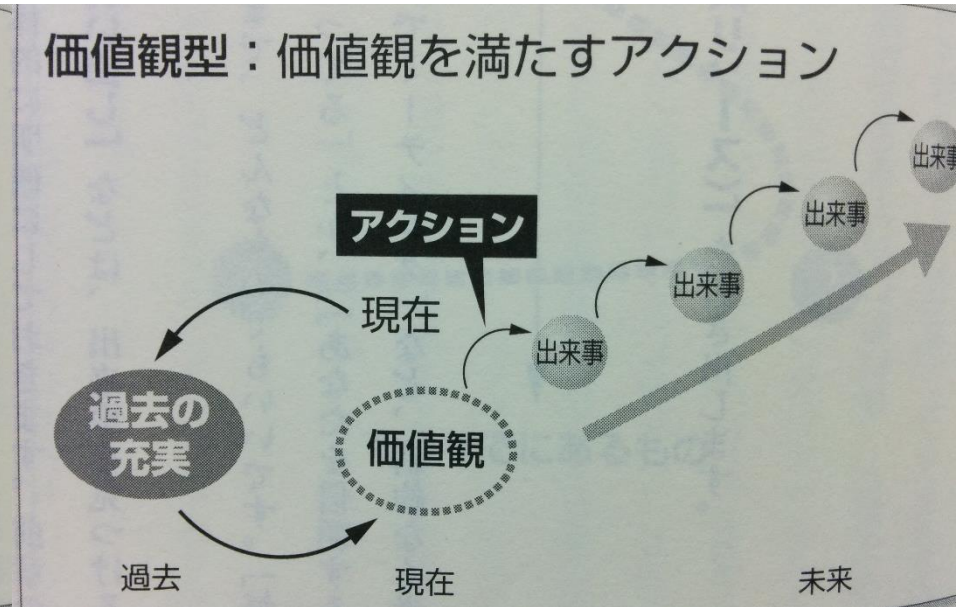 価値観型：価値観を満たすアクション
アクション
現在
過去の
充実
価値観
出来事
出来事
出来事
出来事
過去
現在
未来